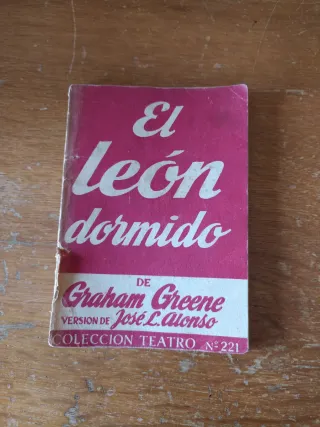 El
león
dormido
DE
Graham Greene
VERSION DE José L. Alonso
COLECCION TEATRO Nº 221